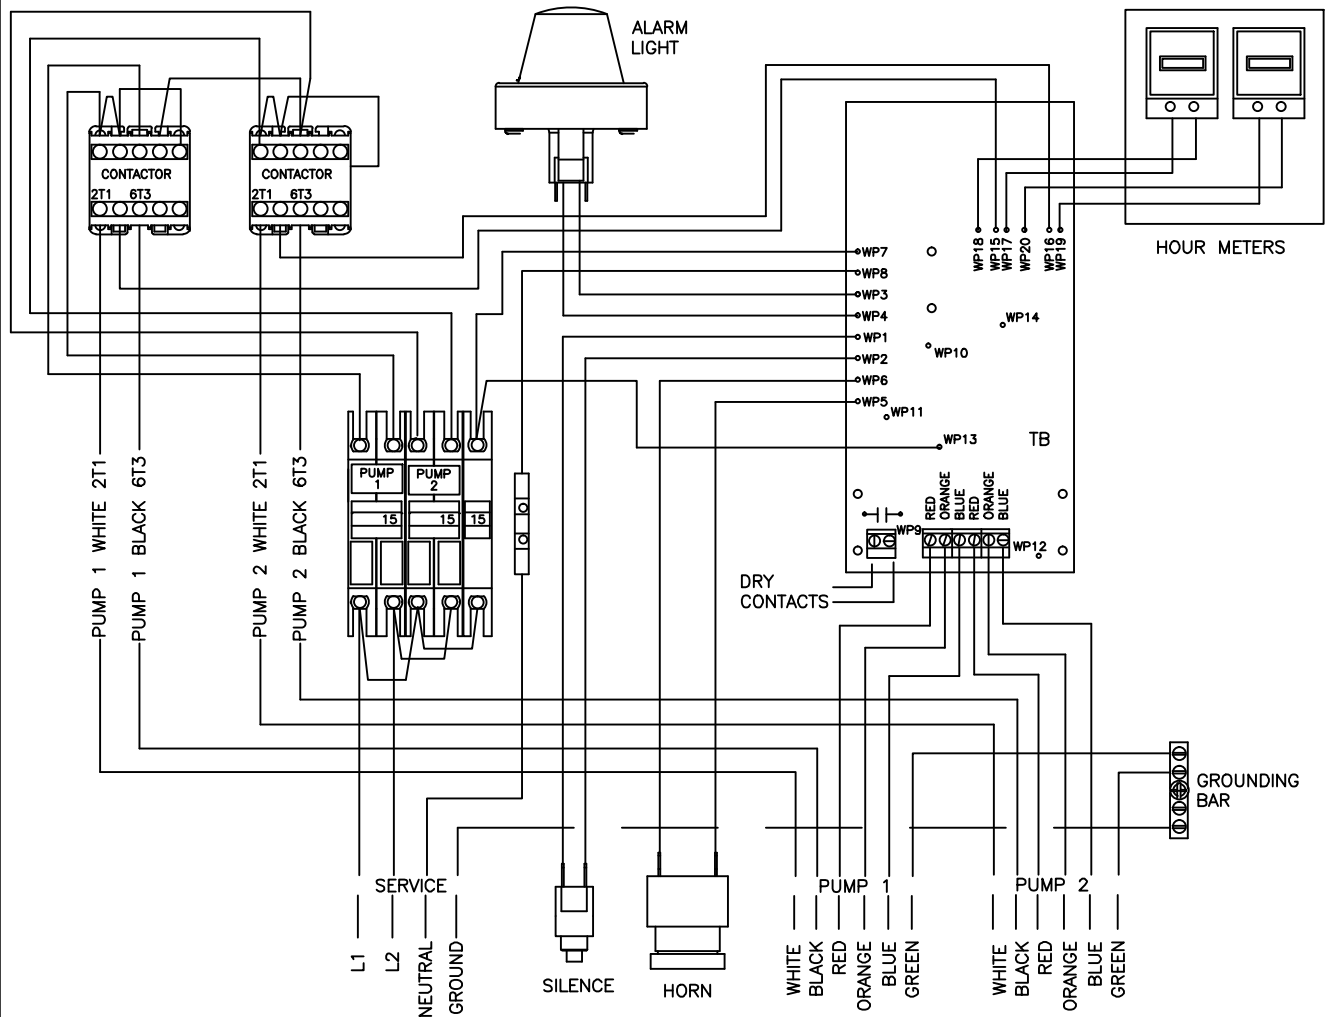 ALARM
LIGHT
CONTACTOR
2T1 6T3
CONTACTOR
2T1 6T3
HOUR METERS
WP18
WP15
WP17
WP20
WP16
WP19
WP7
WP8
WP3
WP4
WP1
WP2
WP6
WP5
WP14
WP10
WP11
WP13
TB
PUMP 1 WHITE 2T1
PUMP 1 BLACK 6T3
PUMP 2 WHITE 2T1
PUMP 2 BLACK 6T3
PUMP
1
PUMP
2
15
15
15
RED
ORANGE
BLUE
RED
ORANGE
BLUE
WP9
WP12
DRY
CONTACTS
GROUNDING
BAR
SERVICE
L1
L2
NEUTRAL
GROUND
SILENCE
HORN
PUMP 1
WHITE
BLACK
RED
ORANGE
BLUE
GREEN
PUMP 2
WHITE
BLACK
RED
ORANGE
BLUE
GREEN